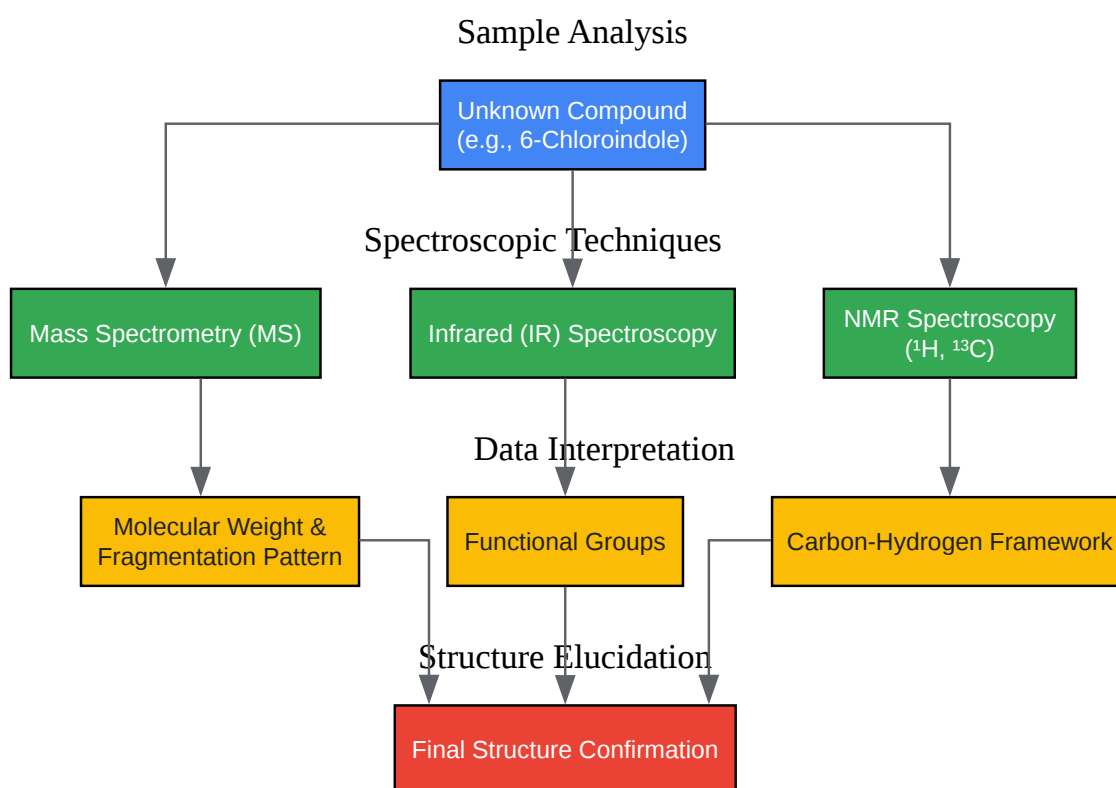 Sample Analysis
Unknown Compound
(e.g., 6-Chloroindole)
Spectroscopic Techniques
Mass Spectrometry (MS)
Infrared (IR) Spectroscopy
NMR Spectroscopy
(¹H, ¹³C)
Data Interpretation
Molecular Weight &
Fragmentation Pattern
Functional Groups
Carbon-Hydrogen Framework
Structure Elucidation
Final Structure Confirmation